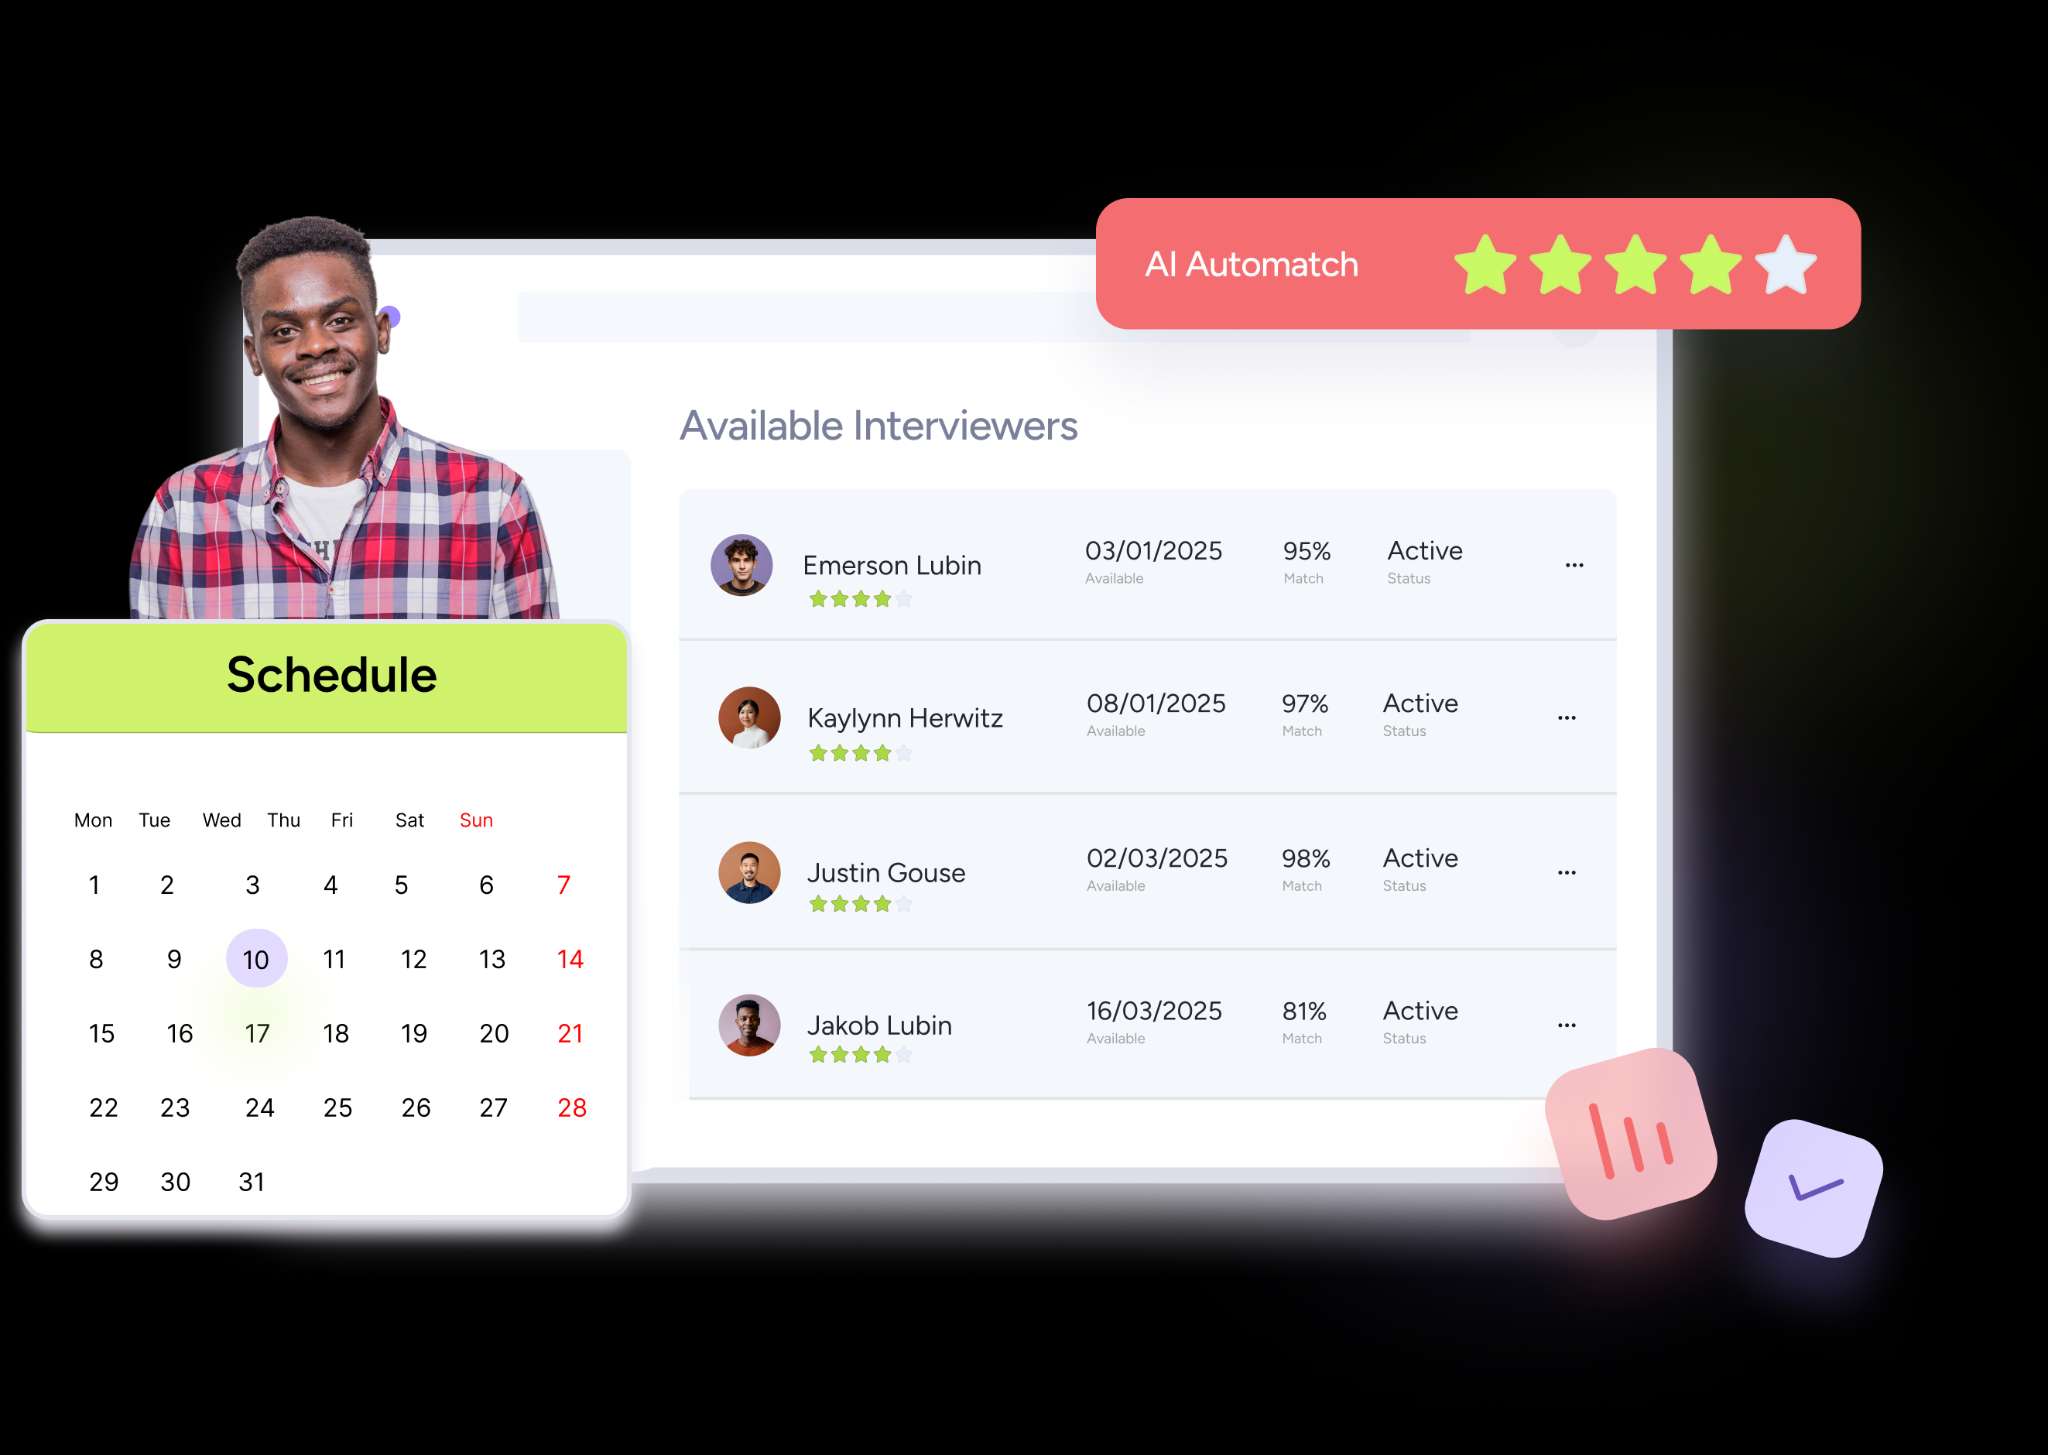 AI Automatch
Available Interviewers
Emerson Lubin
03/01/2025 95% Active
Available Match Status
Kaylynn Herwitz
08/01/2025 97% Active
Available Match Status
Justin Gouse
02/03/2025 98% Active
Available Match Status
Jakob Lubin
16/03/2025 81% Active
Available Match Status
Schedule
Mon Tue Wed Thu Fri Sat Sun
1 2 3 4 5 6 7
8 9 10 11 12 13 14
15 16 17 18 19 20 21
22 23 24 25 26 27 28
29 30 31